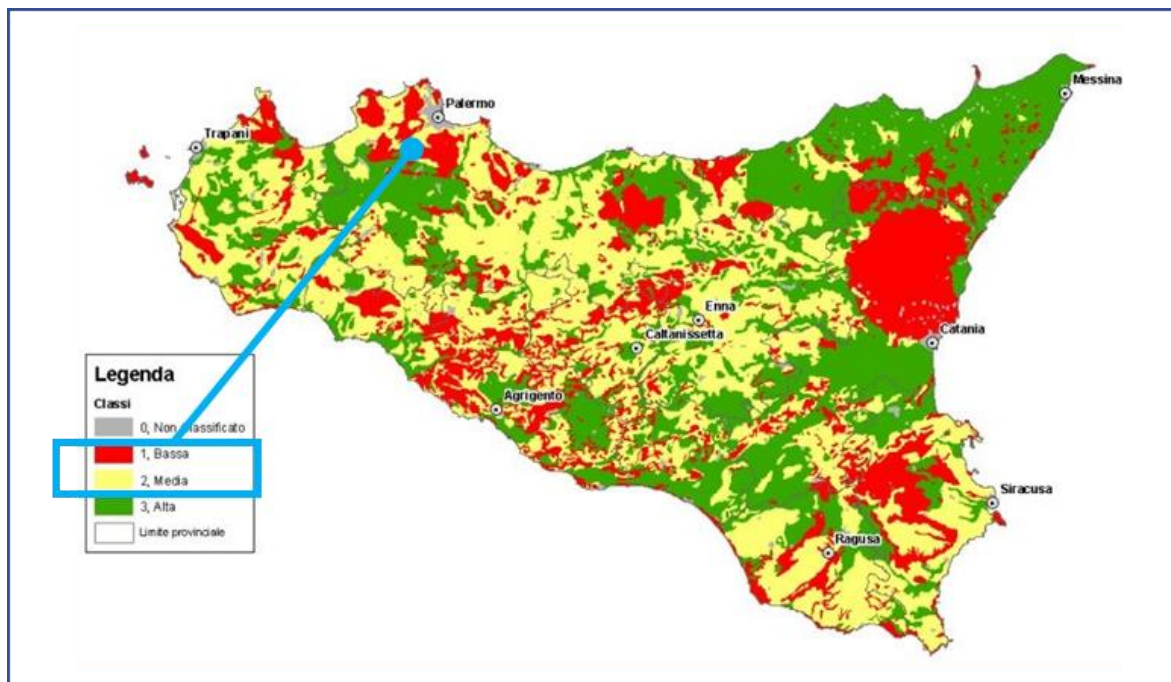 Messina
Palermo
Trapani
Enna
Catania
Caltanissetta
Legenda
Classi
Agrigento
0, Non Classificato
1, Bassa
2, Media
3, Alta
Siracusa
Limite provinciale
Ragusa